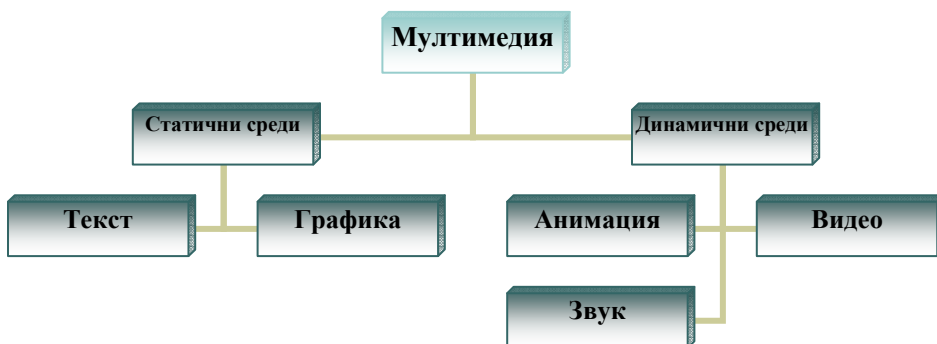 Мултимедия
Статични среди
Динамични среди
Текст
Графика
Анимация
Видео
Звук